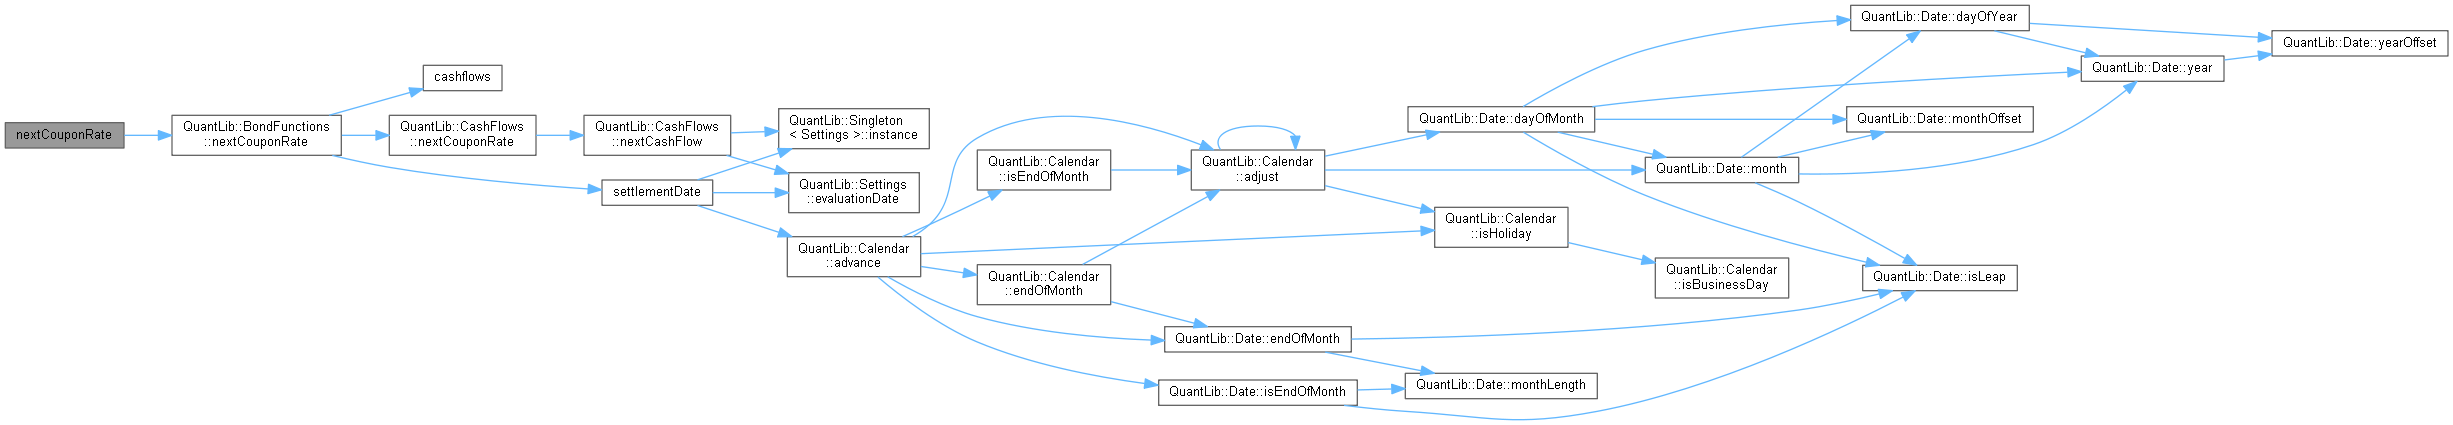 nextCouponRate
QuantLib::BondFunctions
::nextCouponRate
cashflows
QuantLib::CashFlows
::nextCouponRate
QuantLib::CashFlows
::nextCashFlow
settlementDate
QuantLib::Singleton
< Settings >::instance
QuantLib::Settings
::evaluationDate
QuantLib::Calendar
::advance
QuantLib::Calendar
::isEndOfMonth
QuantLib::Calendar
::endOfMonth
QuantLib::Calendar
::adjust
QuantLib::Date::endOfMonth
QuantLib::Date::isEndOfMonth
QuantLib::Date::dayOfMonth
QuantLib::Calendar
::isHoliday
QuantLib::Date::monthLength
QuantLib::Date::month
QuantLib::Calendar
::isBusinessDay
QuantLib::Date::dayOfYear
QuantLib::Date::monthOffset
QuantLib::Date::isLeap
QuantLib::Date::year
QuantLib::Date::yearOffset